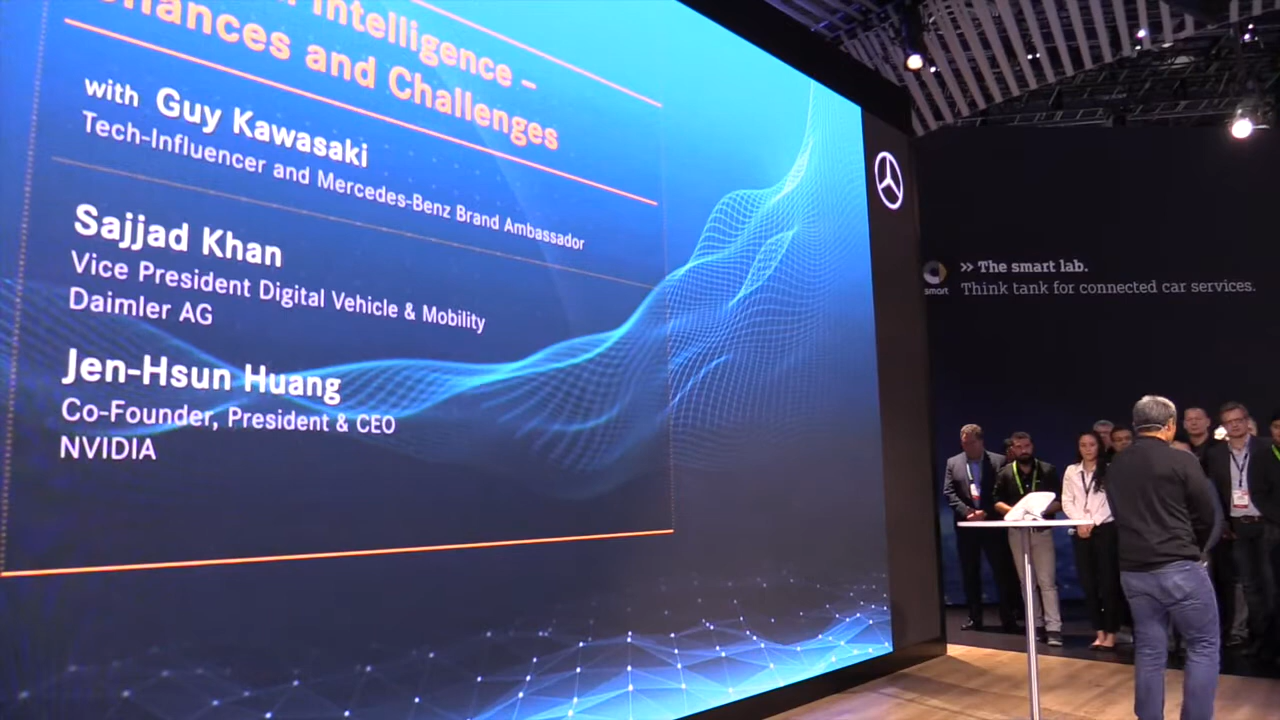 Intelligence –
Chances and Challenges
with Guy Kawasaki
Tech-Influencer and Mercedes-Benz Brand Ambassador
Sajjad Khan
Vice President Digital Vehicle & Mobility
Daimler AG
Jen-Hsun Huang
Co-Founder, President & CEO
NVIDIA
smart
>> The smart lab.
Think tank for connected car services.